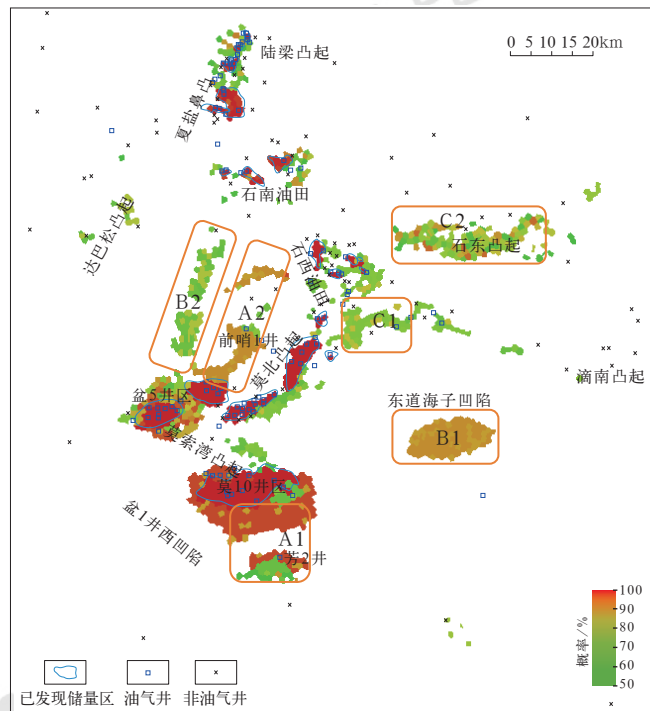 陆梁凸起
0 5 10 15 20km
夏盐鼻凸
石南油田
达巴松凸起
C2
石东凸起
石西油田
B2
A2
前哨1井
C1
莫北凸起
滴南凸起
盆5井区
东道海子凹陷
B1
莫索湾凸起
莫10井区
盆1井西凹陷
A1
芳2井
概率/%
100
90
80
70
60
50
已发现储量区
油气井
非油气井